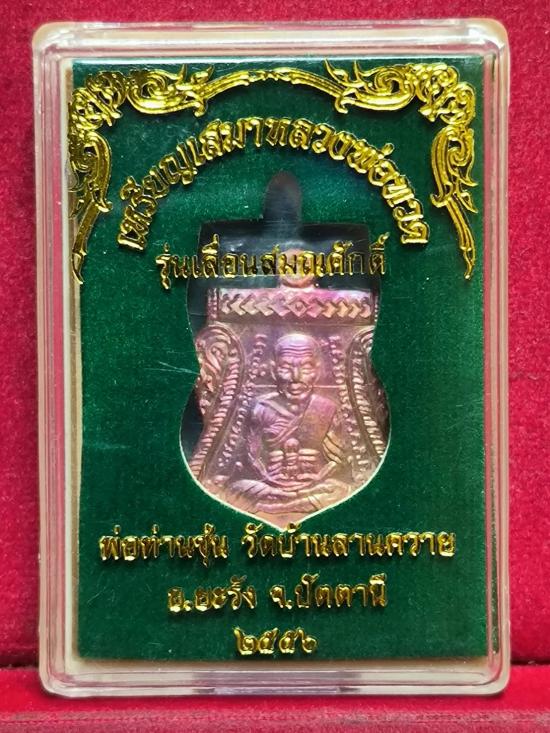 เหรียญเสมาหลวงพ่อทวด
รุ่นเลื่อนสมณศักดิ์
พ่อท่านซุ่น วัดบ้านลานควาย
อ.ยะรัง จ.ปัตตานี
๒๕๕๖